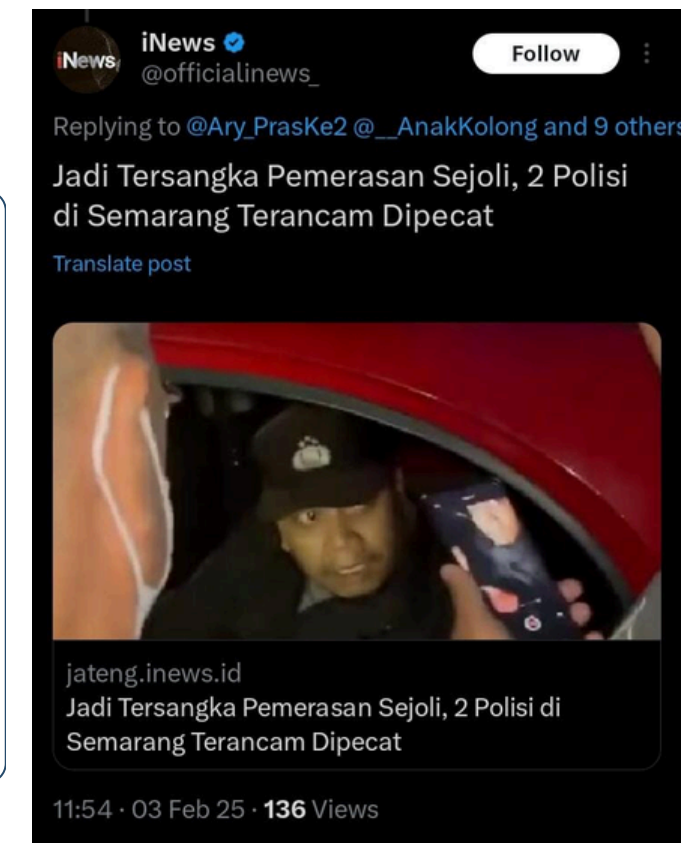 iNews
iNews
@officialinews_
Follow
Replying to @Ary_PrasKe2 @__AnakKolong and 9 others
Jadi Tersangka Pemerasan Sejoli, 2 Polisi
di Semarang Terancam Dipecat
Translate post
jateng.inews.id
Jadi Tersangka Pemerasan Sejoli, 2 Polisi di
Semarang Terancam Dipecat
11:54 · 03 Feb 25 · 136 Views